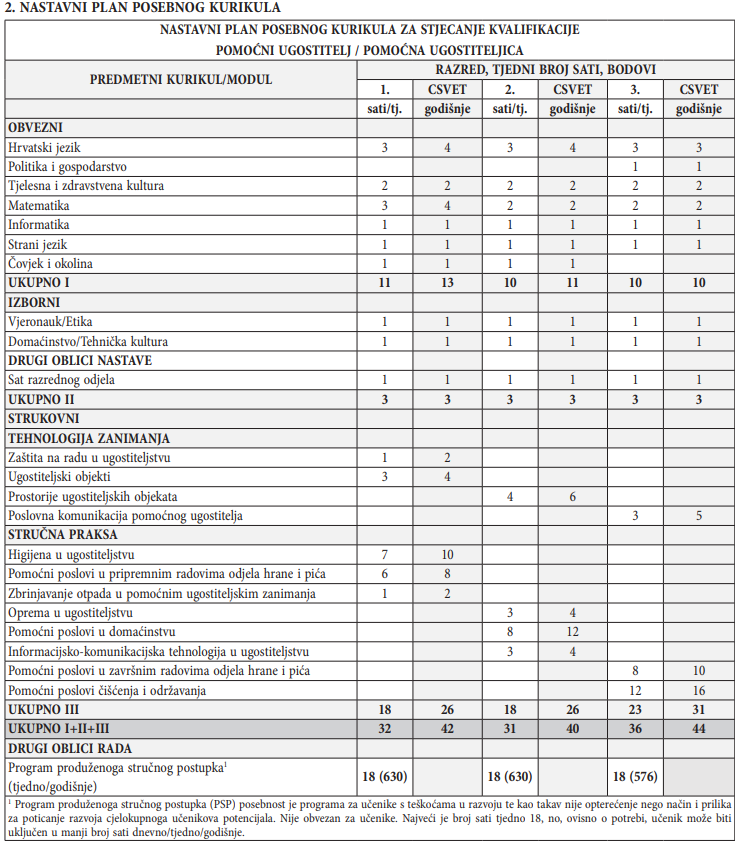 2. NASTAVNI PLAN POSEBNOG KURIKULA
NASTAVNI PLAN POSEBNOG KURIKULA ZA STJECANJE KVALIFIKACIJE
POMOĆNI UGOSTITELJ / POMOĆNA UGOSTITELJICA
PREDMETNI KURIKUL/MODUL RAZRED, TJEDNI BROJ SATI, BODOVI
1. CSVET 2. CSVET 3. CSVET
sati/tj. godišnje sati/tj. godišnje sati/tj. godišnje
OBVEZNI
Hrvatski jezik 3 4 3 4 3 3
Politika i gospodarstvo 1 1
Tjelesna i zdravstvena kultura 2 2 2 2 2 2
Matematika 3 4 2 2 2 2
Informatika 1 1 1 1 1 1
Strani jezik 1 1 1 1 1 1
Čovjek i okolina 1 1 1 1
UKUPNO I 11 13 10 11 10 10
IZBORNI
Vjeronauk/Etika 1 1 1 1 1 1
Domaćinstvo/Tehnička kultura 1 1 1 1 1 1
DRUGI OBLICI NASTAVE
Sat razrednog odjela 1 1 1 1 1 1
UKUPNO II 3 3 3 3 3 3
STRUKOVNI
TEHNOLOGIJA ZANIMANJA
Zaštita na radu u ugostiteljstvu 1 2
Ugostiteljski objekti 3 4
Prostorije ugostiteljskih objekata 4 6
Poslovna komunikacija pomoćnog ugostitelja 3 5
STRUČNA PRAKSA
Higijena u ugostiteljstvu 7 10
Pomoćni poslovi u pripremnim radovima odjela hrane i pića 6 8
Zbrinjavanje otpada u pomoćnim ugostiteljskim zanimanja 1 2
Oprema u ugostiteljstvu 3 4
Pomoćni poslovi u domaćinstvu 8 12
Informacijsko-komunikacijska tehnologija u ugostiteljstvu 3 4
Pomoćni poslovi u završnim radovima odjela hrane i pića 8 10
Pomoćni poslovi čišćenja i održavanja 12 16
UKUPNO III 18 26 18 26 23 31
UKUPNO I+II+III 32 42 31 40 36 44
DRUGI OBLICI RADA
Program produženoga stručnog postupka¹
(tjedno/godišnje) 18 (630) 18 (630) 18 (576)
¹ Program produženoga stručnog postupka (PSP) posebnost je programa za učenike s teškoćama u razvoju te kao takav nije opterećenje nego način i prilika
za poticanje razvoja cjelokupnoga učenikova potencijala. Nije obvezan za učenike. Najveći je broj sati tjedno 18, no, ovisno o potrebi, učenik može biti
uključen u manji broj sati dnevno/tjedno/godišnje.